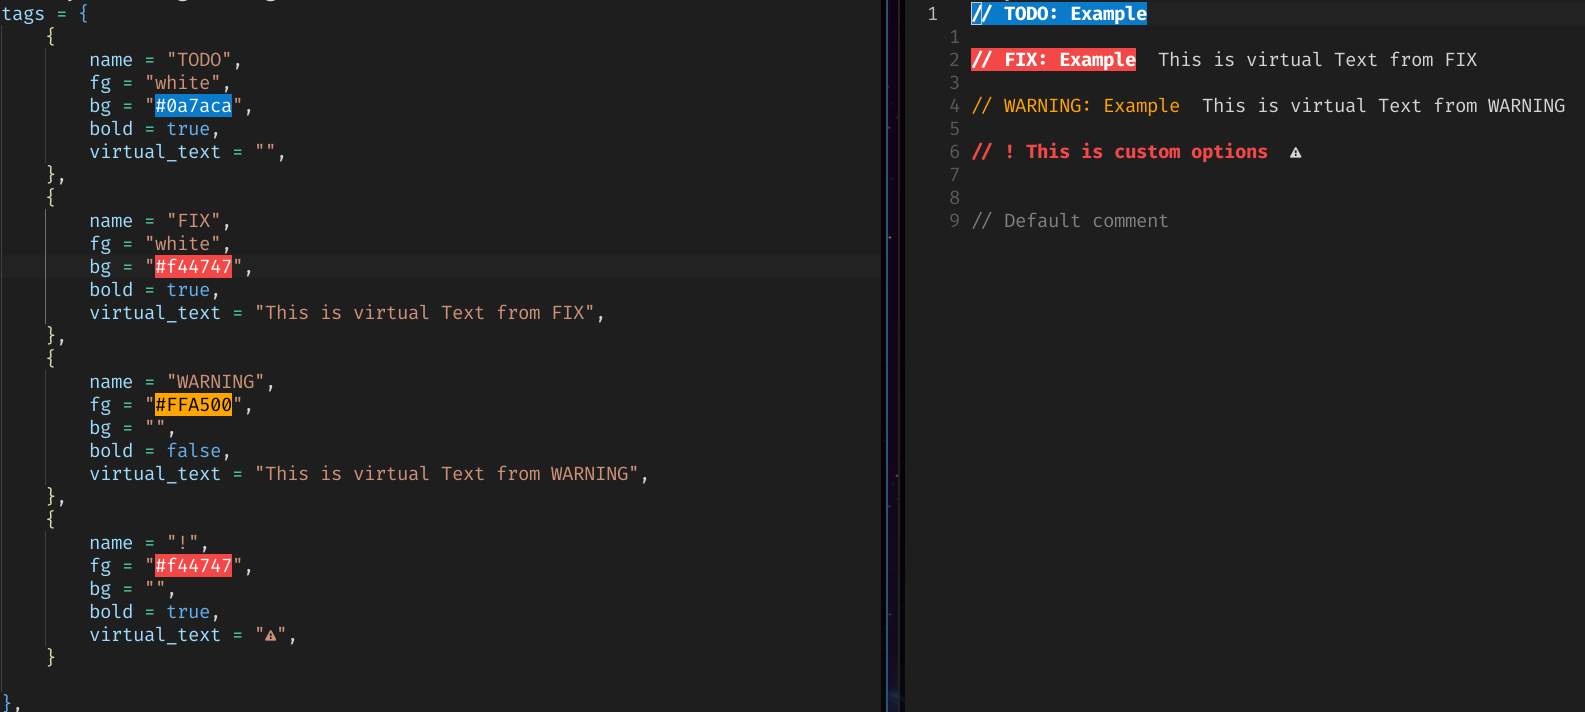 tags = {
    {
        name = "TODO",
        fg = "white",
        bg = "#0a7aca",
        bold = true,
        virtual_text = "",
    },
    {
        name = "FIX",
        fg = "white",
        bg = "#f44747",
        bold = true,
        virtual_text = "This is virtual Text from FIX",
    },
    {
        name = "WARNING",
        fg = "#FFA500",
        bg = "",
        bold = false,
        virtual_text = "This is virtual Text from WARNING",
    },
    {
        name = "!",
        fg = "#f44747",
        bg = "",
        bold = true,
        virtual_text = "⚠",
    }
},
1 // TODO: Example
1
2 // FIX: Example  This is virtual Text from FIX
3
4 // WARNING: Example  This is virtual Text from WARNING
5
6 // ! This is custom options  ⚠
7
8
9 // Default comment